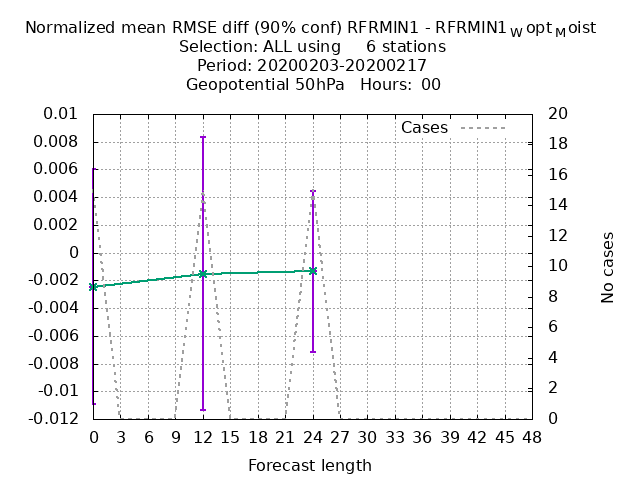 Normalized mean RMSE diff (90% conf) RFRMIN1 - RFRMIN1WoptMoist
Selection: ALL using 6 stations
Period: 20200203-20200217
Geopotential 50hPa Hours: 00
Cases
0.01
0.008
0.006
0.004
0.002
0
-0.002
-0.004
-0.006
-0.008
-0.01
-0.012
20
18
16
14
12
10
8
6
4
2
0
No cases
0 3 6 9 12 15 18 21 24 27 30 33 36 39 42 45 48
Forecast length